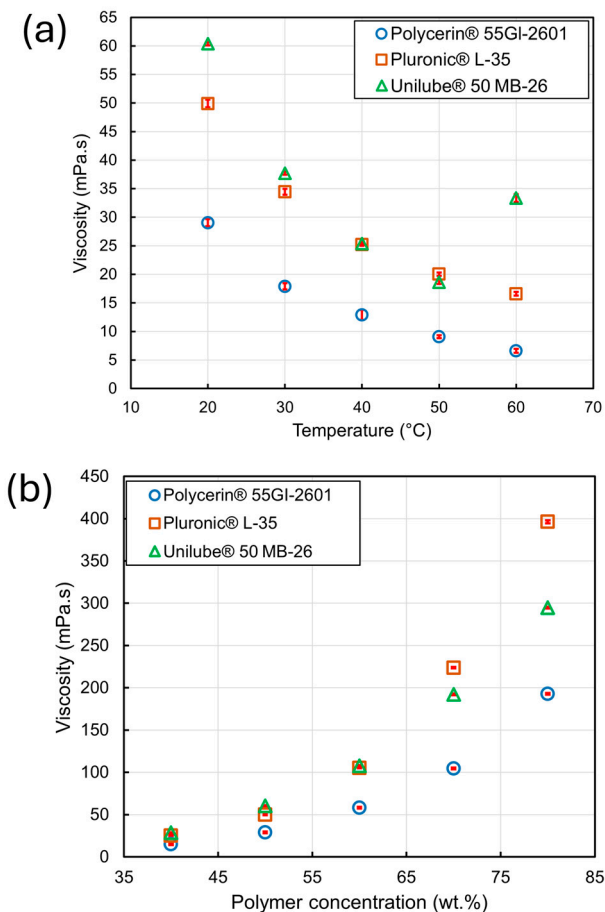 (a)
65
60
55
50
45
40
35
30
25
20
15
10
5
0
Viscosity (mPa.s)
Polycerin® 55GI-2601
Pluronic® L-35
Unilube® 50 MB-26
10 20 30 40 50 60 70
Temperature (°C)
(b)
450
400
350
300
250
200
150
100
50
0
Viscosity (mPa.s)
Polycerin® 55GI-2601
Pluronic® L-35
Unilube® 50 MB-26
35 45 55 65 75 85
Polymer concentration (wt.%)